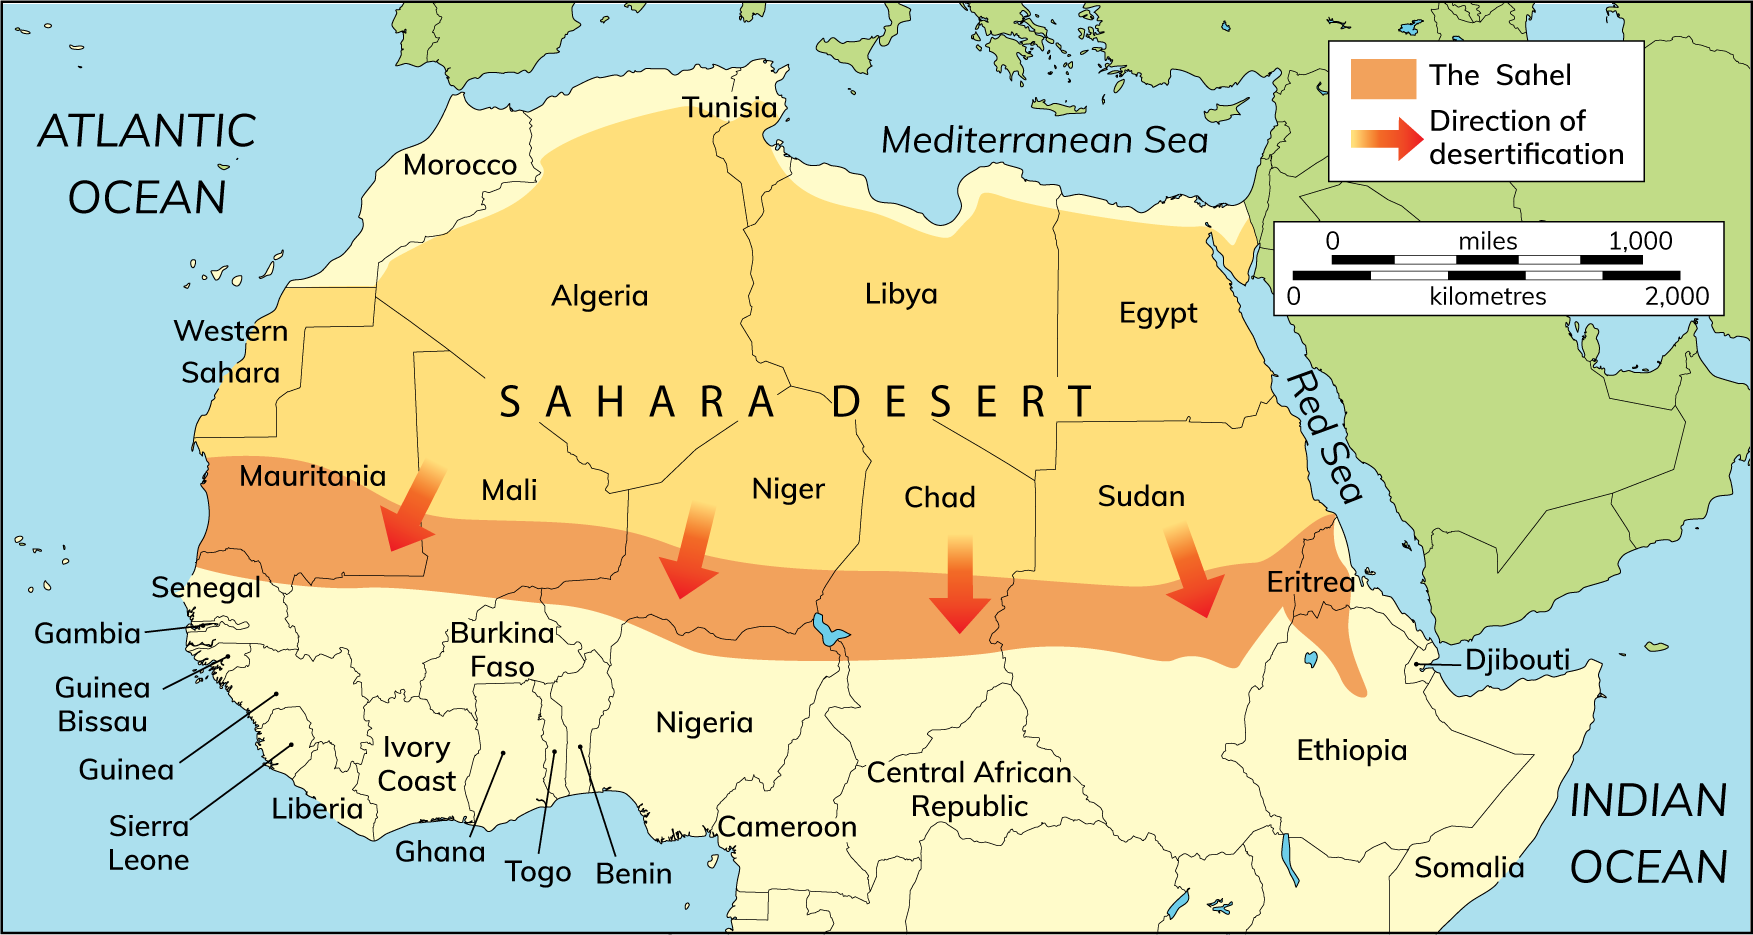 ATLANTIC
OCEAN
Mediterranean Sea
The Sahel
Direction of
desertification
0 miles 1,000
0 kilometres 2,000
Tunisia
Morocco
Algeria
Libya
Egypt
Western
Sahara
SAHARA DESERT
Red Sea
Mauritania
Mali
Niger
Chad
Sudan
Eritrea
Senegal
Gambia
Burkina
Faso
Djibouti
Guinea
Bissau
Nigeria
Guinea
Ivory
Coast
Ethiopia
Central African
Republic
Sierra
Leone
Liberia
Cameroon
Ghana
Togo
Benin
Somalia
INDIAN
OCEAN